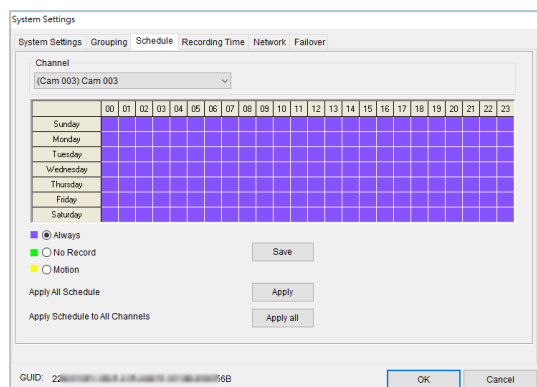 System Settings
System Settings Grouping Schedule Recording Time Network Failover
Channel
(Cam 003) Cam 003
00 01 02 03 04 05 06 07 08 09 10 11 12 13 14 15 16 17 18 19 20 21 22 23
Sunday
Monday
Tuesday
Wednesday
Thursday
Friday
Saturday
Always
No Record
Motion
Save
Apply All Schedule
Apply
Apply Schedule to All Channels
Apply all
GUID: 22 56B
OK Cancel